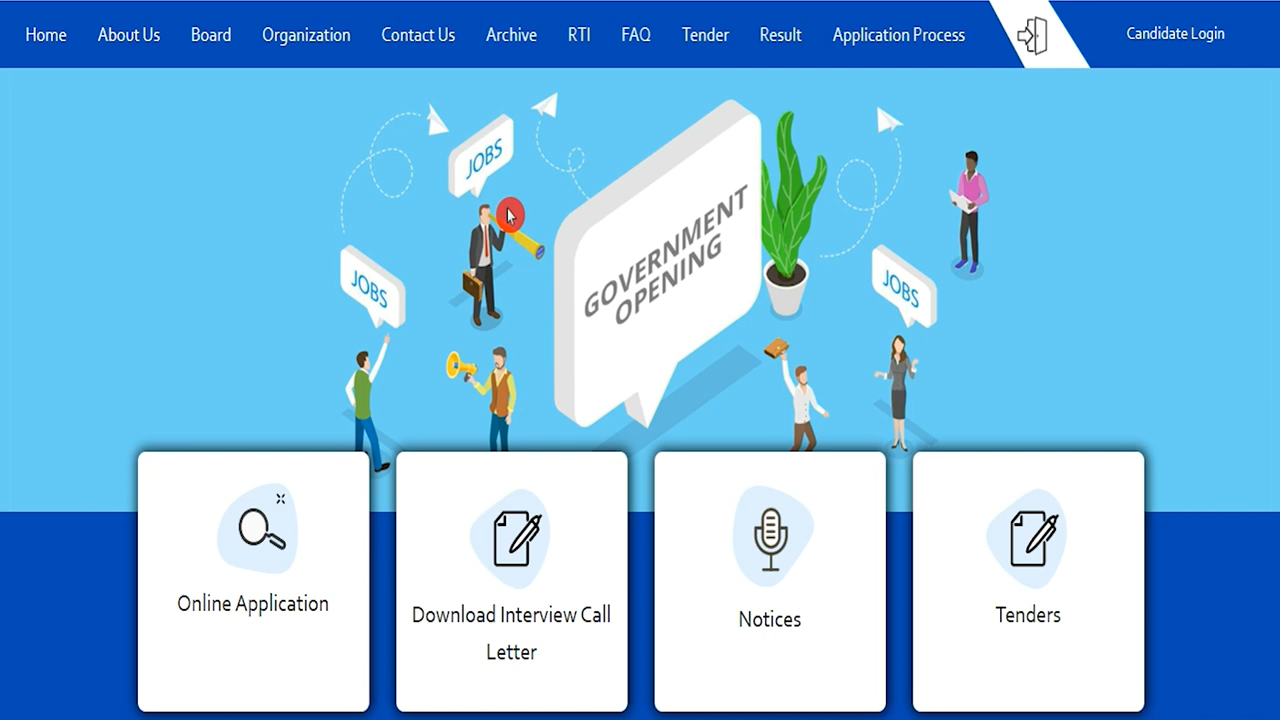 Home About Us Board Organization Contact Us Archive RTI FAQ Tender Result Application Process Candidate Login
JOBS
GOVERNMENT
OPENING
JOBS
JOBS
Online Application
Download Interview Call
Letter
Notices
Tenders